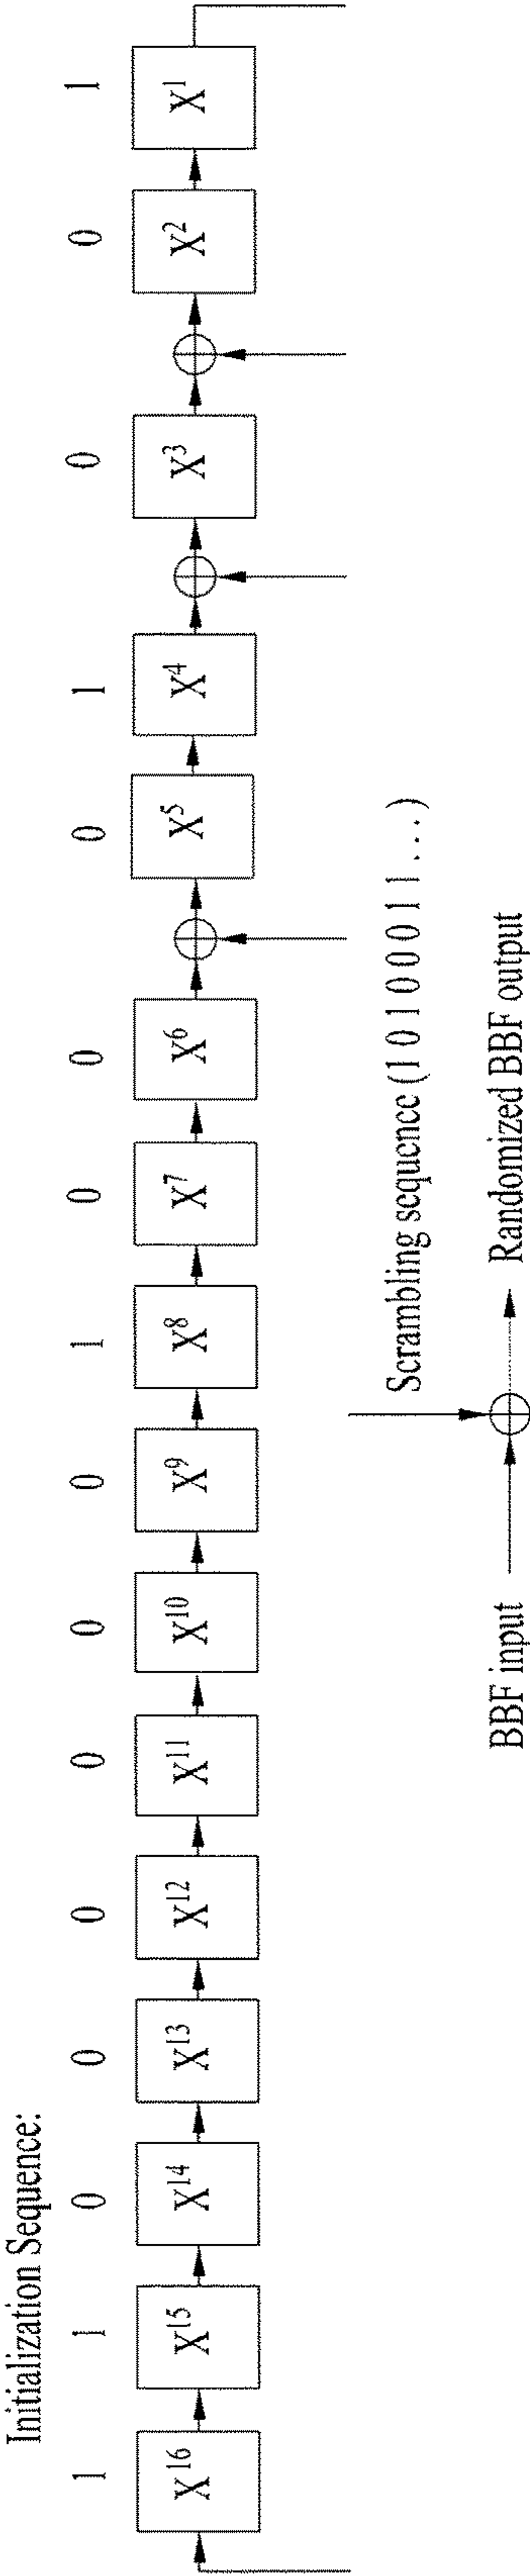 Initialization Sequence:
1 1 0 0 0 0 0 0 1 0 0 0 1 0 0 1
X16 X15 X14 X13 X12 X11 X10 X9 X8 X7 X6 X5 X4 X3 X2 X1
Scrambling sequence (1 0 1 0 0 0 0 1 1 . . . )
BBF input
Randomized BBF output